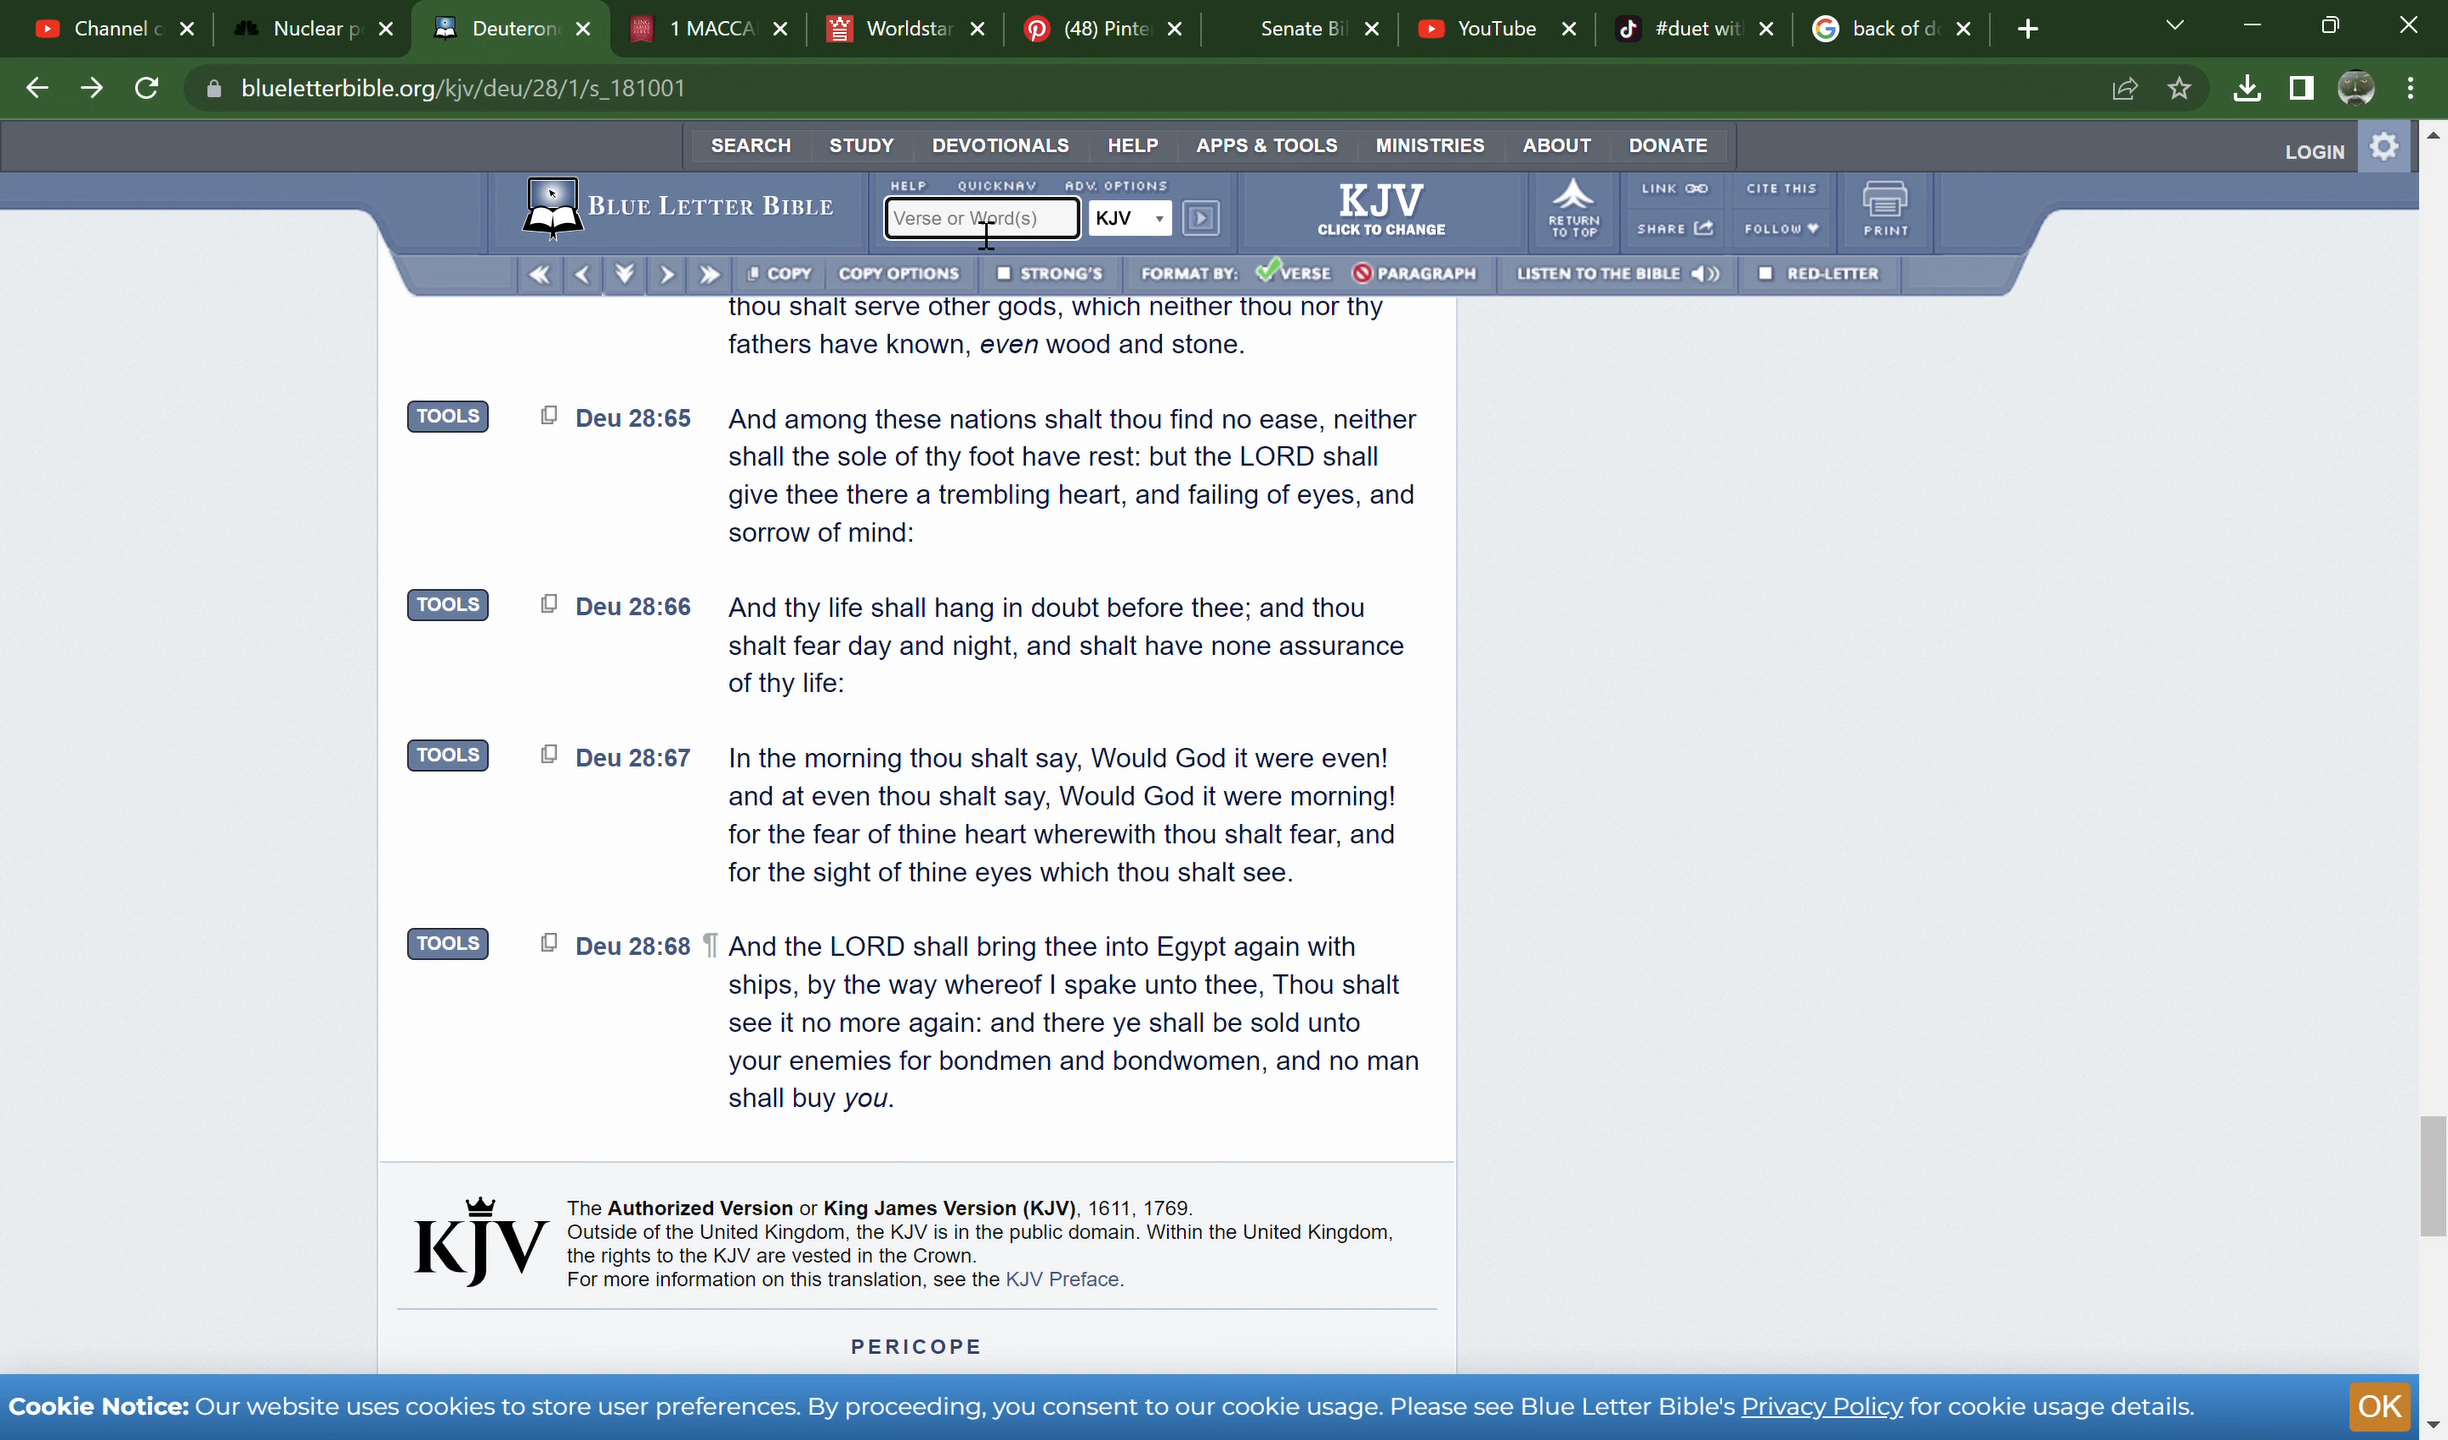 Channel c
Nuclear p
Deuteron
1 MACCA
Worldstar
(48) Pinte
Senate Bi
YouTube
#duet wit
back of d
blueletterbible.org/kjv/deu/28/1/s_181001
SEARCH STUDY DEVOTIONALS HELP APPS & TOOLS MINISTRIES ABOUT DONATE
LOGIN
BLUE LETTER BIBLE
HELP QUICKNAV ADV. OPTIONS
Verse or Word(s)
KJV
KJV
CLICK TO CHANGE
RETURN
TO TOP
LINK
CITE THIS
SHARE
FOLLOW
PRINT
COPY COPY OPTIONS STRONG'S FORMAT BY: VERSE PARAGRAPH LISTEN TO THE BIBLE RED-LETTER
thou shalt serve other gods, which neither thou nor thy
fathers have known, even wood and stone.
TOOLS Deu 28:65 And among these nations shalt thou find no ease, neither
shall the sole of thy foot have rest: but the LORD shall
give thee there a trembling heart, and failing of eyes, and
sorrow of mind:
TOOLS Deu 28:66 And thy life shall hang in doubt before thee; and thou
shalt fear day and night, and shalt have none assurance
of thy life:
TOOLS Deu 28:67 In the morning thou shalt say, Would God it were even!
and at even thou shalt say, Would God it were morning!
for the fear of thine heart wherewith thou shalt fear, and
for the sight of thine eyes which thou shalt see.
TOOLS Deu 28:68 ¶ And the LORD shall bring thee into Egypt again with
ships, by the way whereof I spake unto thee, Thou shalt
see it no more again: and there ye shall be sold unto
your enemies for bondmen and bondwomen, and no man
shall buy you.
KJV
The Authorized Version or King James Version (KJV), 1611, 1769.
Outside of the United Kingdom, the KJV is in the public domain. Within the United Kingdom,
the rights to the KJV are vested in the Crown.
For more information on this translation, see the KJV Preface.
PERICOPE
Cookie Notice: Our website uses cookies to store user preferences. By proceeding, you consent to our cookie usage. Please see Blue Letter Bible's Privacy Policy for cookie usage details.
OK